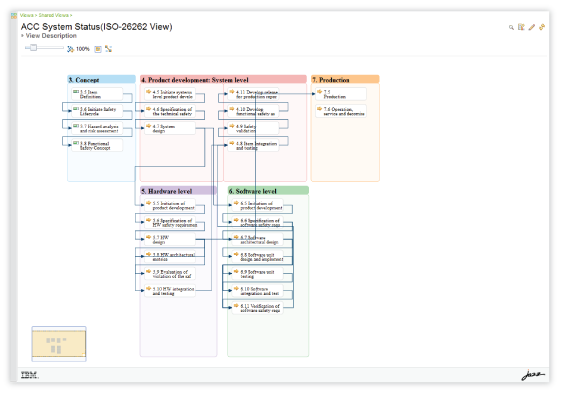 Views > Shared Views >
ACC System Status(ISO-26262 View)
View Description
100%
3. Concept
3.5 Item
Definition
3.6 Initiate Safety
Lifecycle
3.7 Hazard analysis
and risk assessment
3.8 Functional
Safety Concept
4. Product development: System level
4.5 Initiate systems
level product develo
4.6 Specification of
the technical safety
4.7 System
design
4.11 Develop release
for production repor
4.10 Develop
functional safety as
4.9 Safety
validation
4.8 Item Integration
and testing
7. Production
7.5
Production
7.6 Operation,
service and decomiss
5. Hardware level
5.5 Initiation of
product development
5.6 Specification of
HW safety requiremen
5.7 HW
design
5.8 HW architectural
metrics
5.9 Evaluation of
violation of the saf
5.10 HW integration
and testing
6. Software level
6.5 Initiation of
product development
6.6 Specification of
software safety requ
6.7 Software
architectural design
6.8 Software unit
design and implement
6.9 Software unit
testing
6.10 Software
integration and test
6.11 Verification of
software safety requ
IBM.
jazz